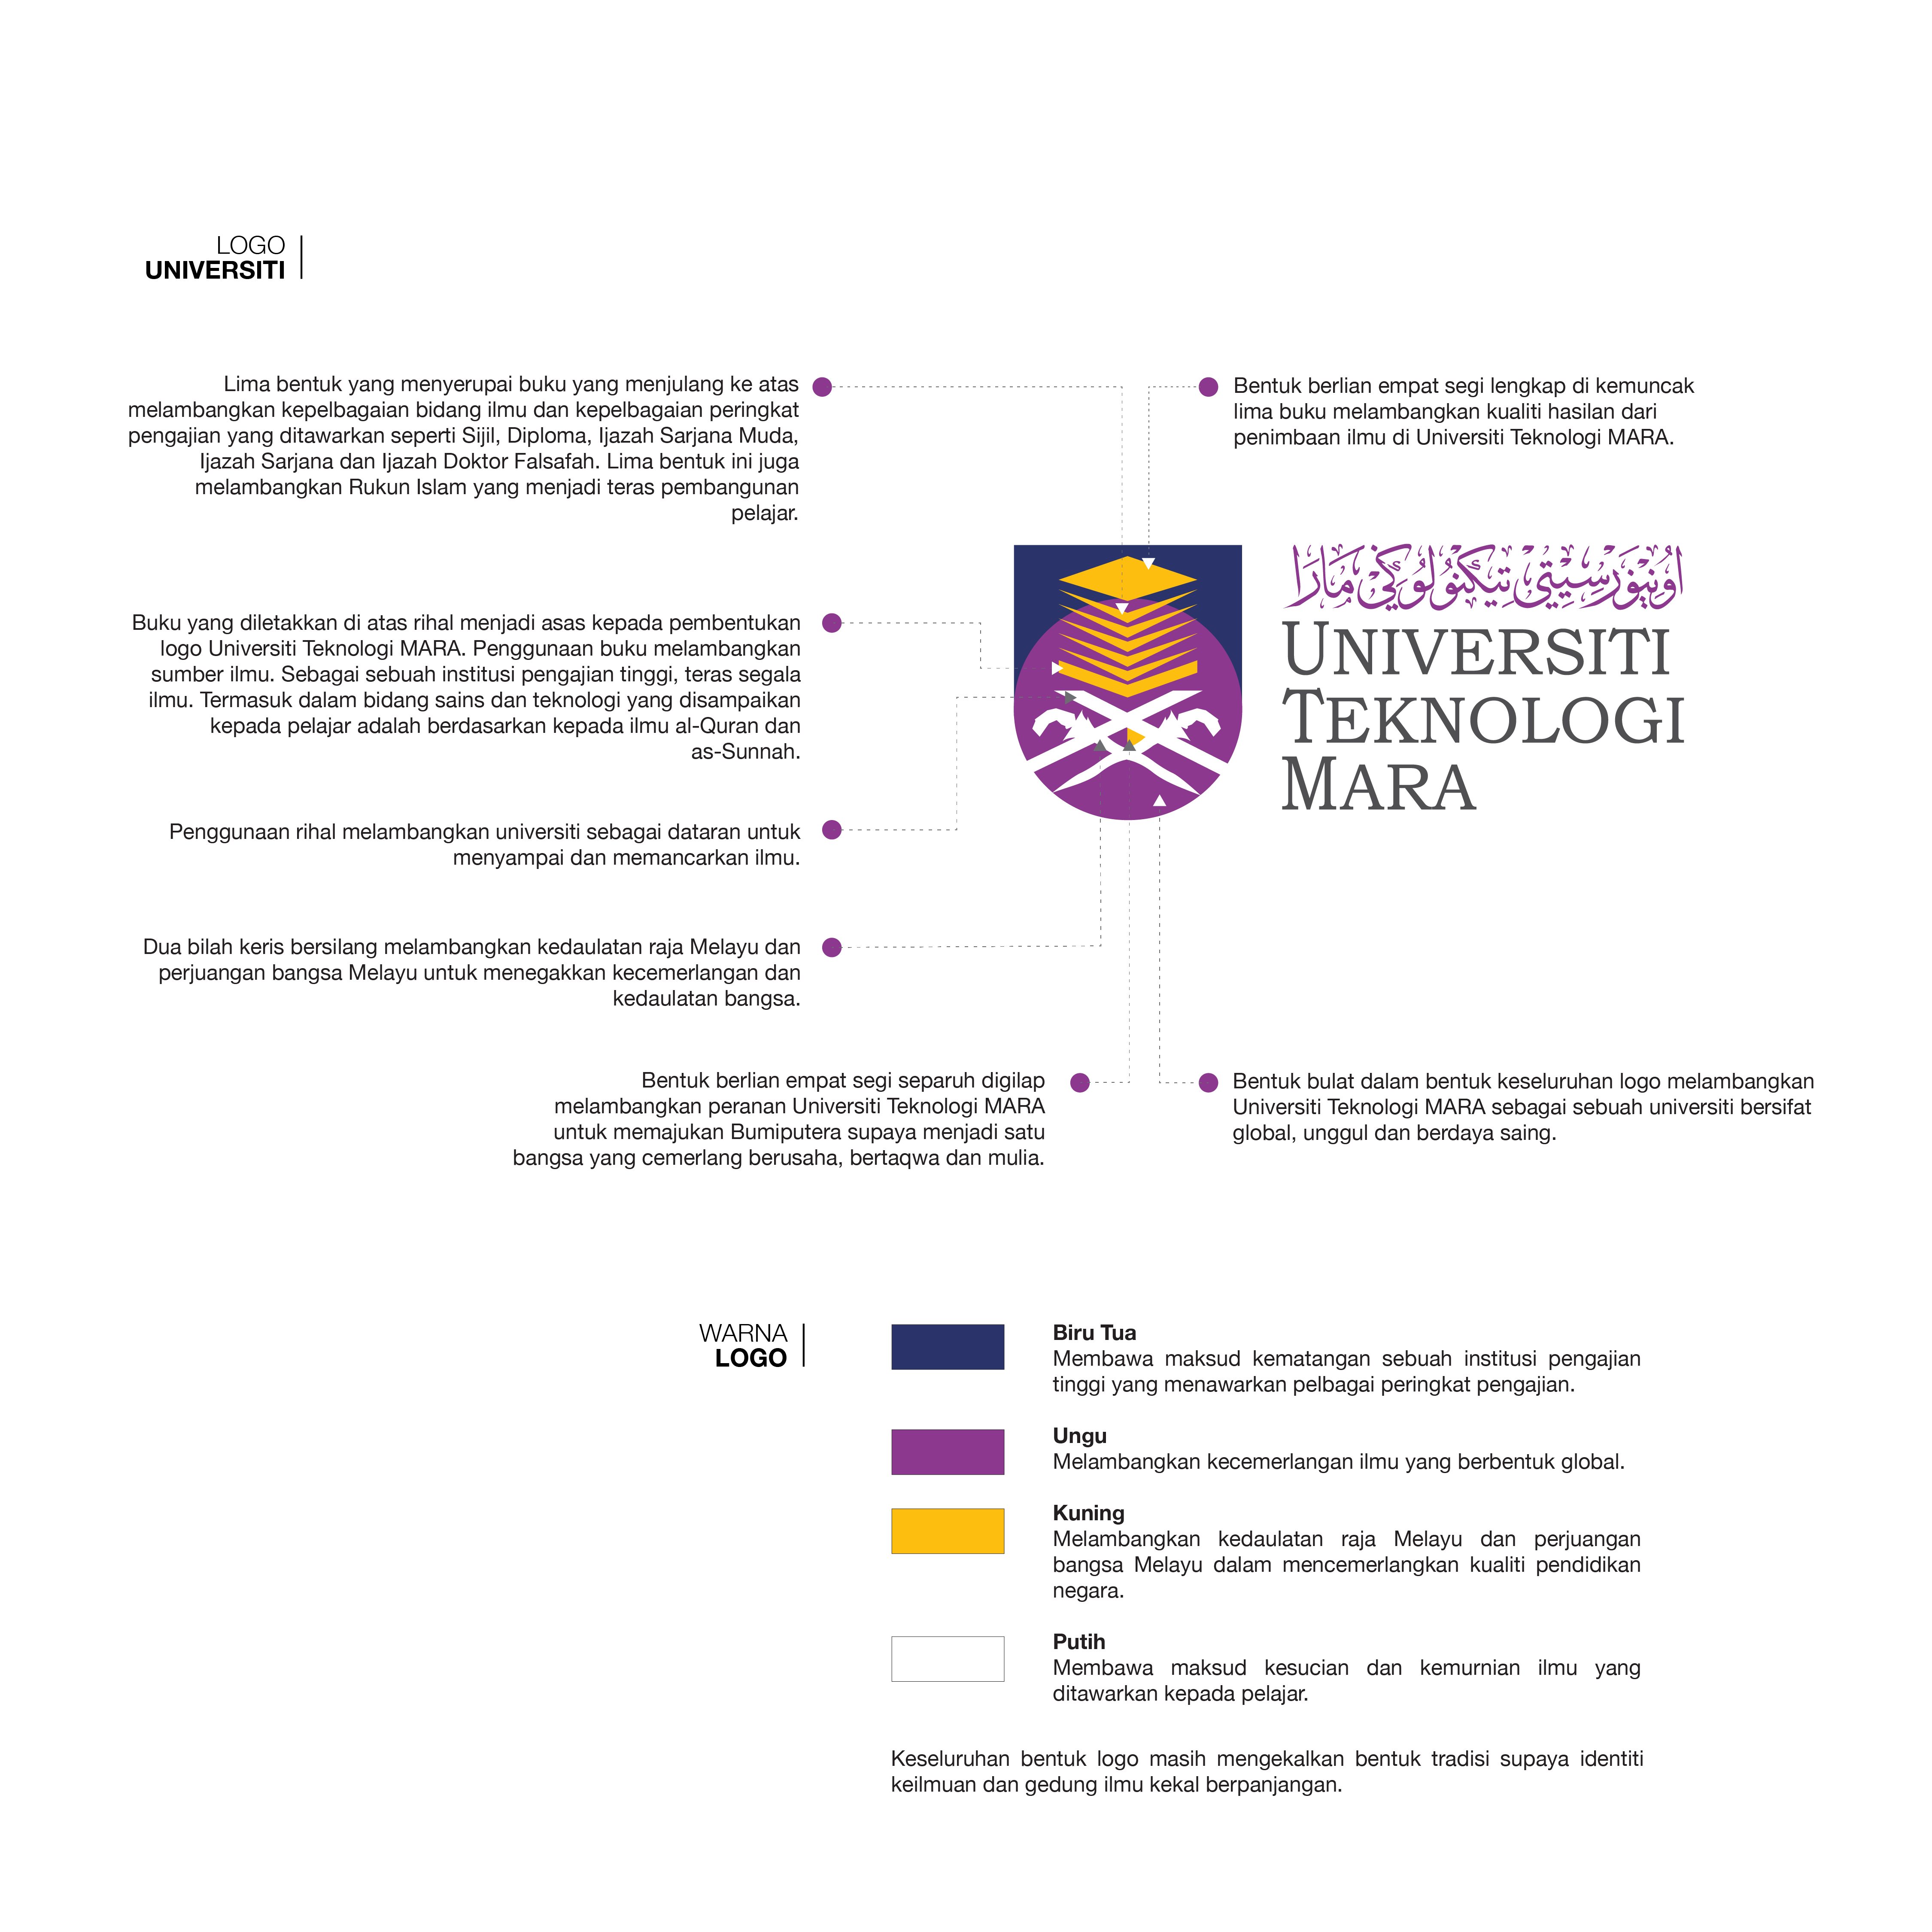 LOGO
UNIVERSITI
Lima bentuk yang menyerupai buku yang menjulang ke atas
melambangkan kepelbagaian bidang ilmu dan kepelbagaian peringkat
pengajian yang ditawarkan seperti Sijil, Diploma, Ijazah Sarjana Muda,
Ijazah Sarjana dan Ijazah Doktor Falsafah. Lima bentuk ini juga
melambangkan Rukun Islam yang menjadi teras pembangunan
pelajar.
Bentuk berlian empat segi lengkap di kemuncak
lima buku melambangkan kualiti hasilan dari
penimbaan ilmu di Universiti Teknologi MARA.
Buku yang diletakkan di atas rihal menjadi asas kepada pembentukan
logo Universiti Teknologi MARA. Penggunaan buku melambangkan
sumber ilmu. Sebagai sebuah institusi pengajian tinggi, teras segala
ilmu. Termasuk dalam bidang sains dan teknologi yang disampaikan
kepada pelajar adalah berdasarkan kepada ilmu al-Quran dan
as-Sunnah.
اونيۏرسيتي تيكنولوڬي مارا
UNIVERSITI
TEKNOLOGI
MARA
Penggunaan rihal melambangkan universiti sebagai dataran untuk
menyampai dan memancarkan ilmu.
Dua bilah keris bersilang melambangkan kedaulatan raja Melayu dan
perjuangan bangsa Melayu untuk menegakkan kecemerlangan dan
kedaulatan bangsa.
Bentuk berlian empat segi separuh digilap
melambangkan peranan Universiti Teknologi MARA
untuk memajukan Bumiputera supaya menjadi satu
bangsa yang cemerlang berusaha, bertaqwa dan mulia.
Bentuk bulat dalam bentuk keseluruhan logo melambangkan
Universiti Teknologi MARA sebagai sebuah universiti bersifat
global, unggul dan berdaya saing.
WARNA
LOGO
Biru Tua
Membawa maksud kematangan sebuah institusi pengajian
tinggi yang menawarkan pelbagai peringkat pengajian.
Ungu
Melambangkan kecemerlangan ilmu yang berbentuk global.
Kuning
Melambangkan kedaulatan raja Melayu dan perjuangan
bangsa Melayu dalam mencemerlangkan kualiti pendidikan
negara.
Putih
Membawa maksud kesucian dan kemurnian ilmu yang
ditawarkan kepada pelajar.
Keseluruhan bentuk logo masih mengekalkan bentuk tradisi supaya identiti
keilmuan dan gedung ilmu kekal berpanjangan.